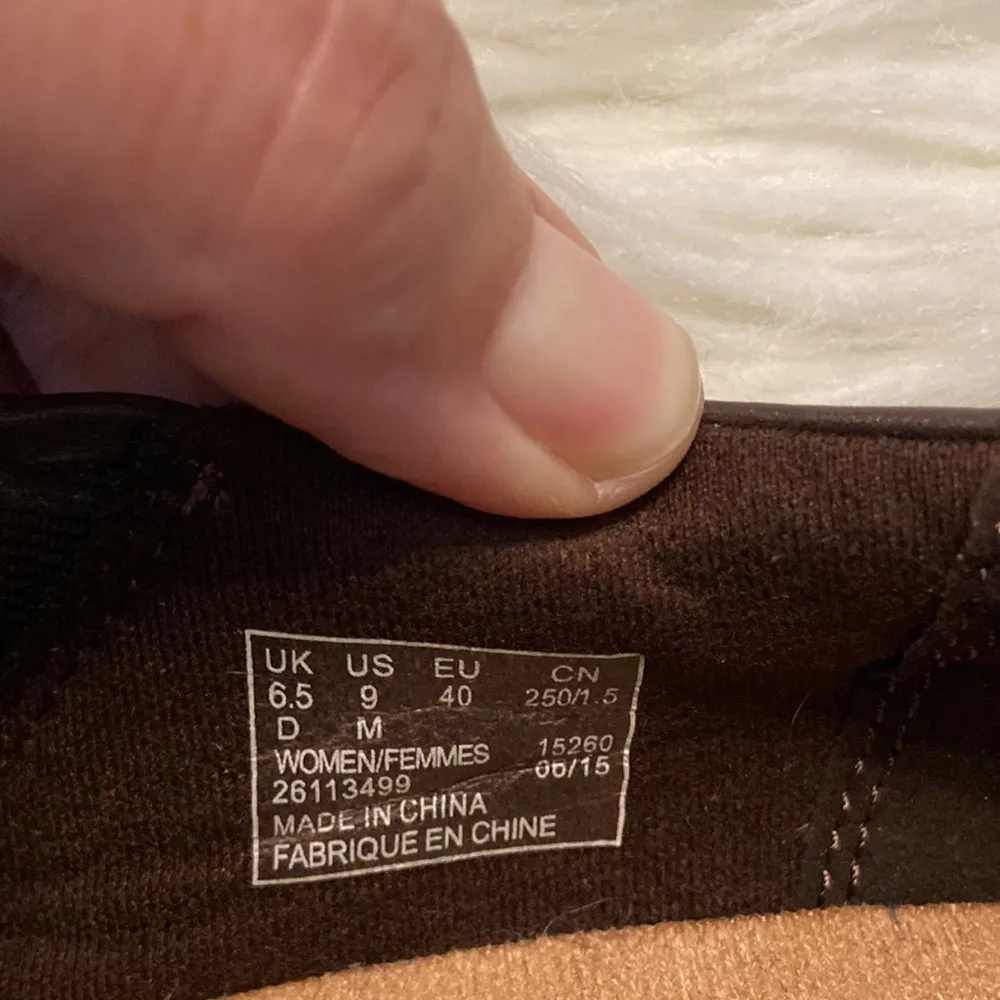 UK US EU CN
6.5 9 40 250/1.5
D M
WOMEN/FEMMES 15260
26113499 06/15
MADE IN CHINA
FABRIQUE EN CHINE